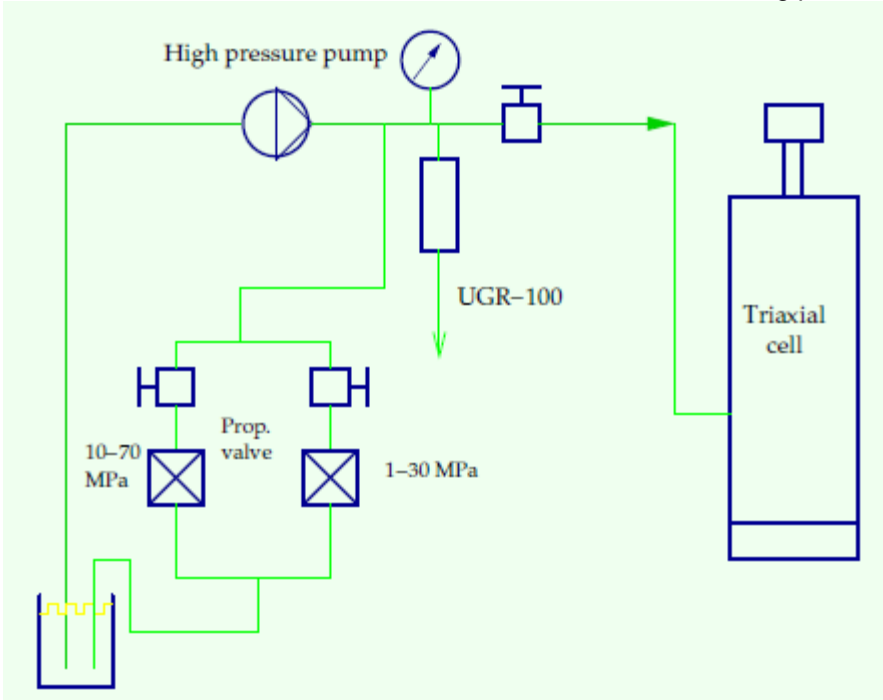 High pressure pump
UGR−100
Triaxial
cell
Prop.
valve
10−70
MPa
1−30 MPa